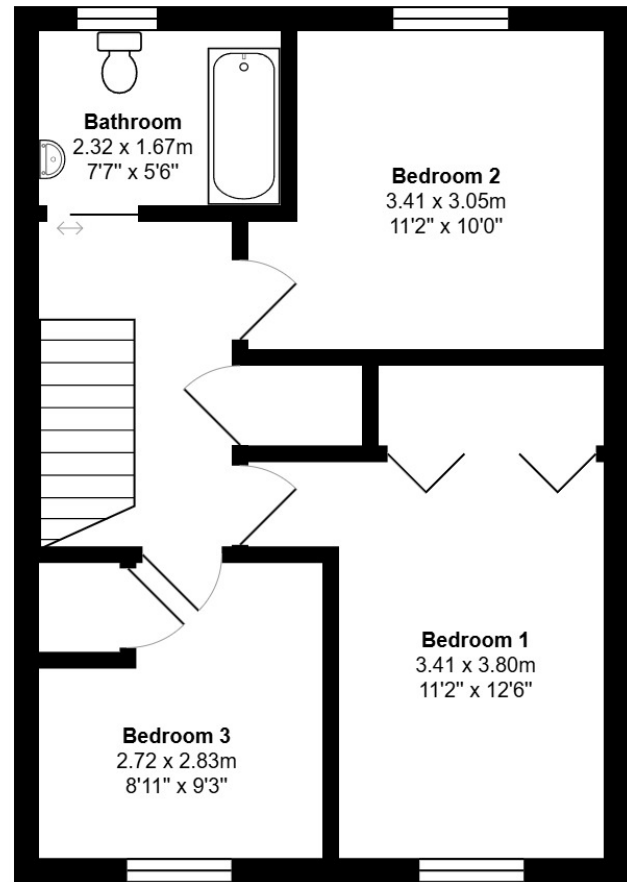 Bathroom
2.32 x 1.67m
7'7" x 5'6"
Bedroom 2
3.41 x 3.05m
11'2" x 10'0"
Bedroom 1
3.41 x 3.80m
11'2" x 12'6"
Bedroom 3
2.72 x 2.83m
8'11" x 9'3"